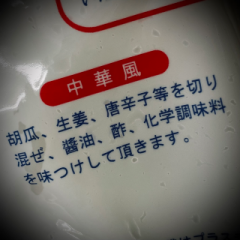 中華風
胡瓜、生姜、唐辛子等を切り
混ぜ、醬油、酢、化学調味料
を味つけして頂きます。